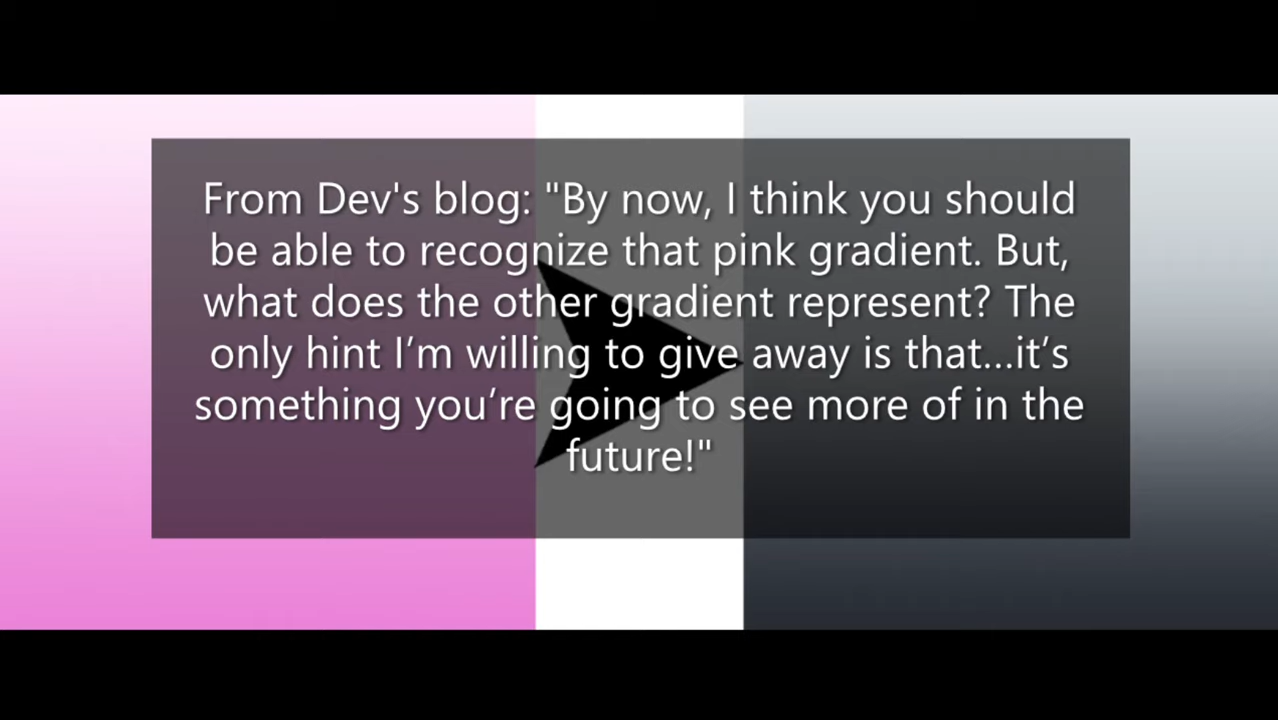 From Dev's blog: "By now, I think you should
be able to recognize that pink gradient. But,
what does the other gradient represent? The
only hint I’m willing to give away is that...it’s
something you’re going to see more of in the
future!"